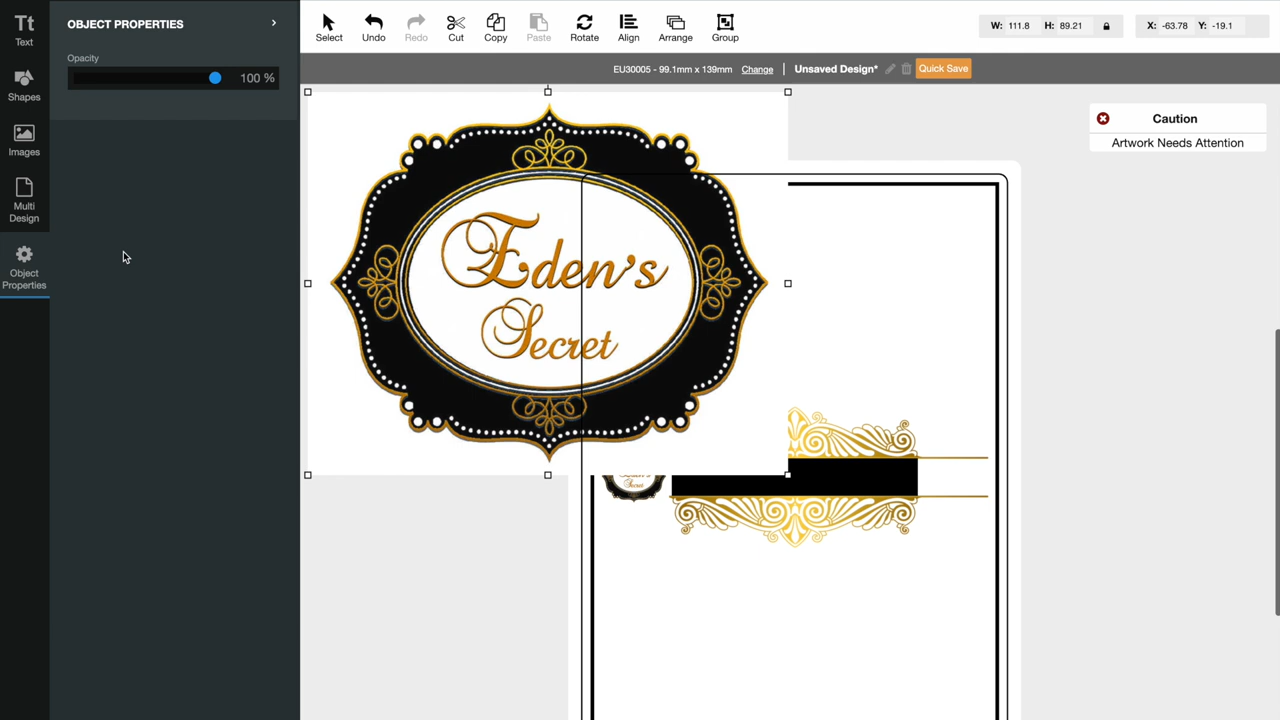 OBJECT PROPERTIES
Opacity
100 %
Tt
Text
Shapes
Images
Multi
Design
Object
Properties
Select
Undo
Redo
Cut
Copy
Paste
Rotate
Align
Arrange
Group
W: 111.8 H: 89.21
X: -63.78 Y: -19.1
EU30005 - 99.1mm x 139mm Change
Unsaved Design*
Quick Save
Caution
Artwork Needs Attention
Eden's
Secret
Secret